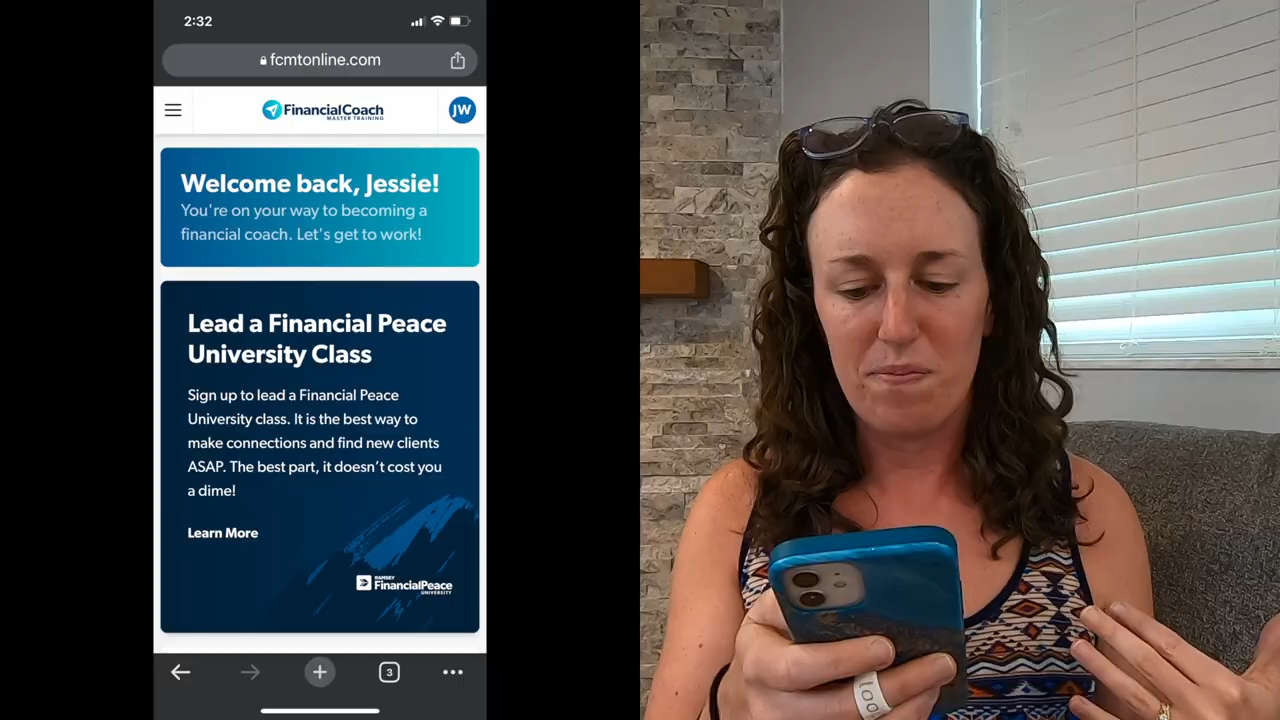 2:32
fcmtonline.com
FinancialCoach
MASTER TRAINING
JW
Welcome back, Jessie!
You're on your way to becoming a
financial coach. Let's get to work!
Lead a Financial Peace
University Class
Sign up to lead a Financial Peace
University class. It is the best way to
make connections and find new clients
ASAP. The best part, it doesn't cost you
a dime!
Learn More
RAMSEY
FinancialPeace
UNIVERSITY
3